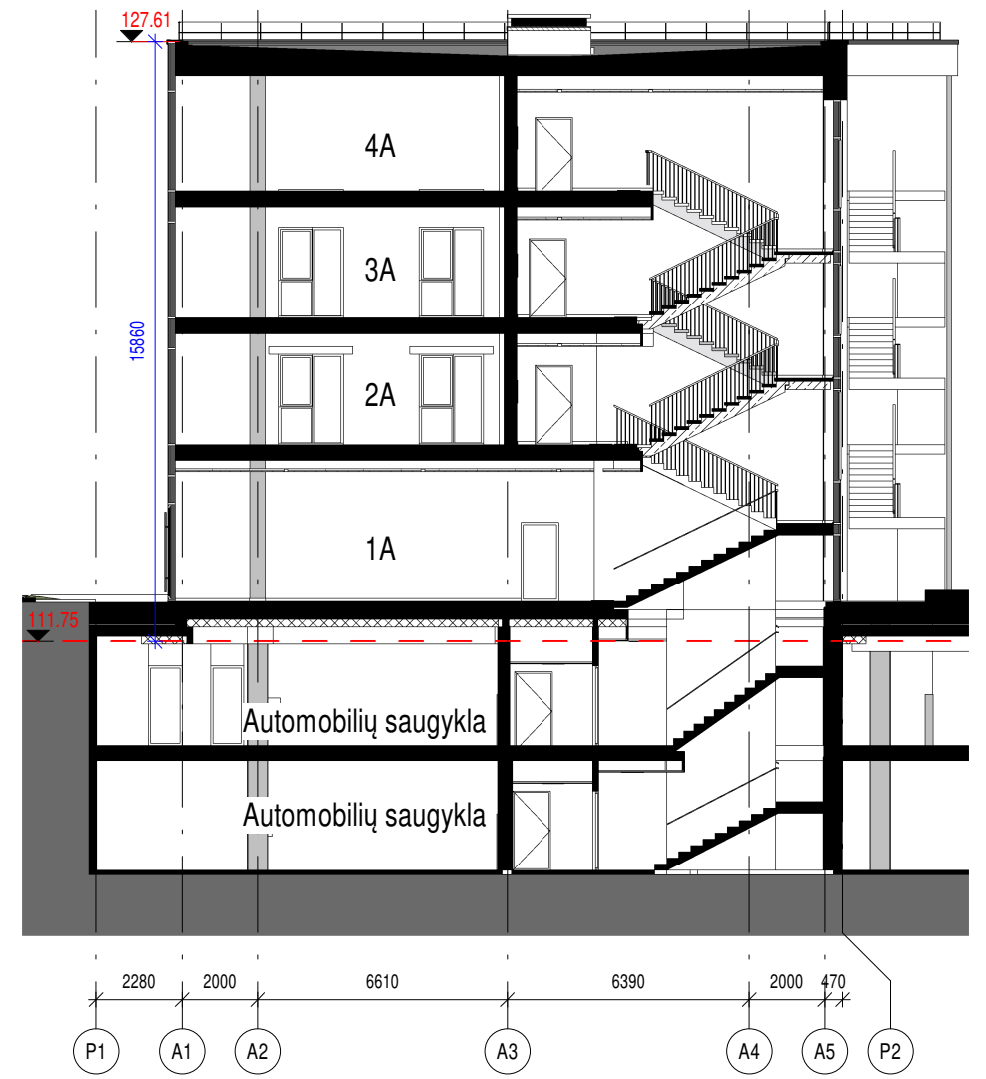 127.61
4A
3A
15860
2A
1A
111.75
Automobilių saugykla
Automobilių saugykla
2280 2000 6610 6390 2000 470
P1 A1 A2 A3 A4 A5 P2